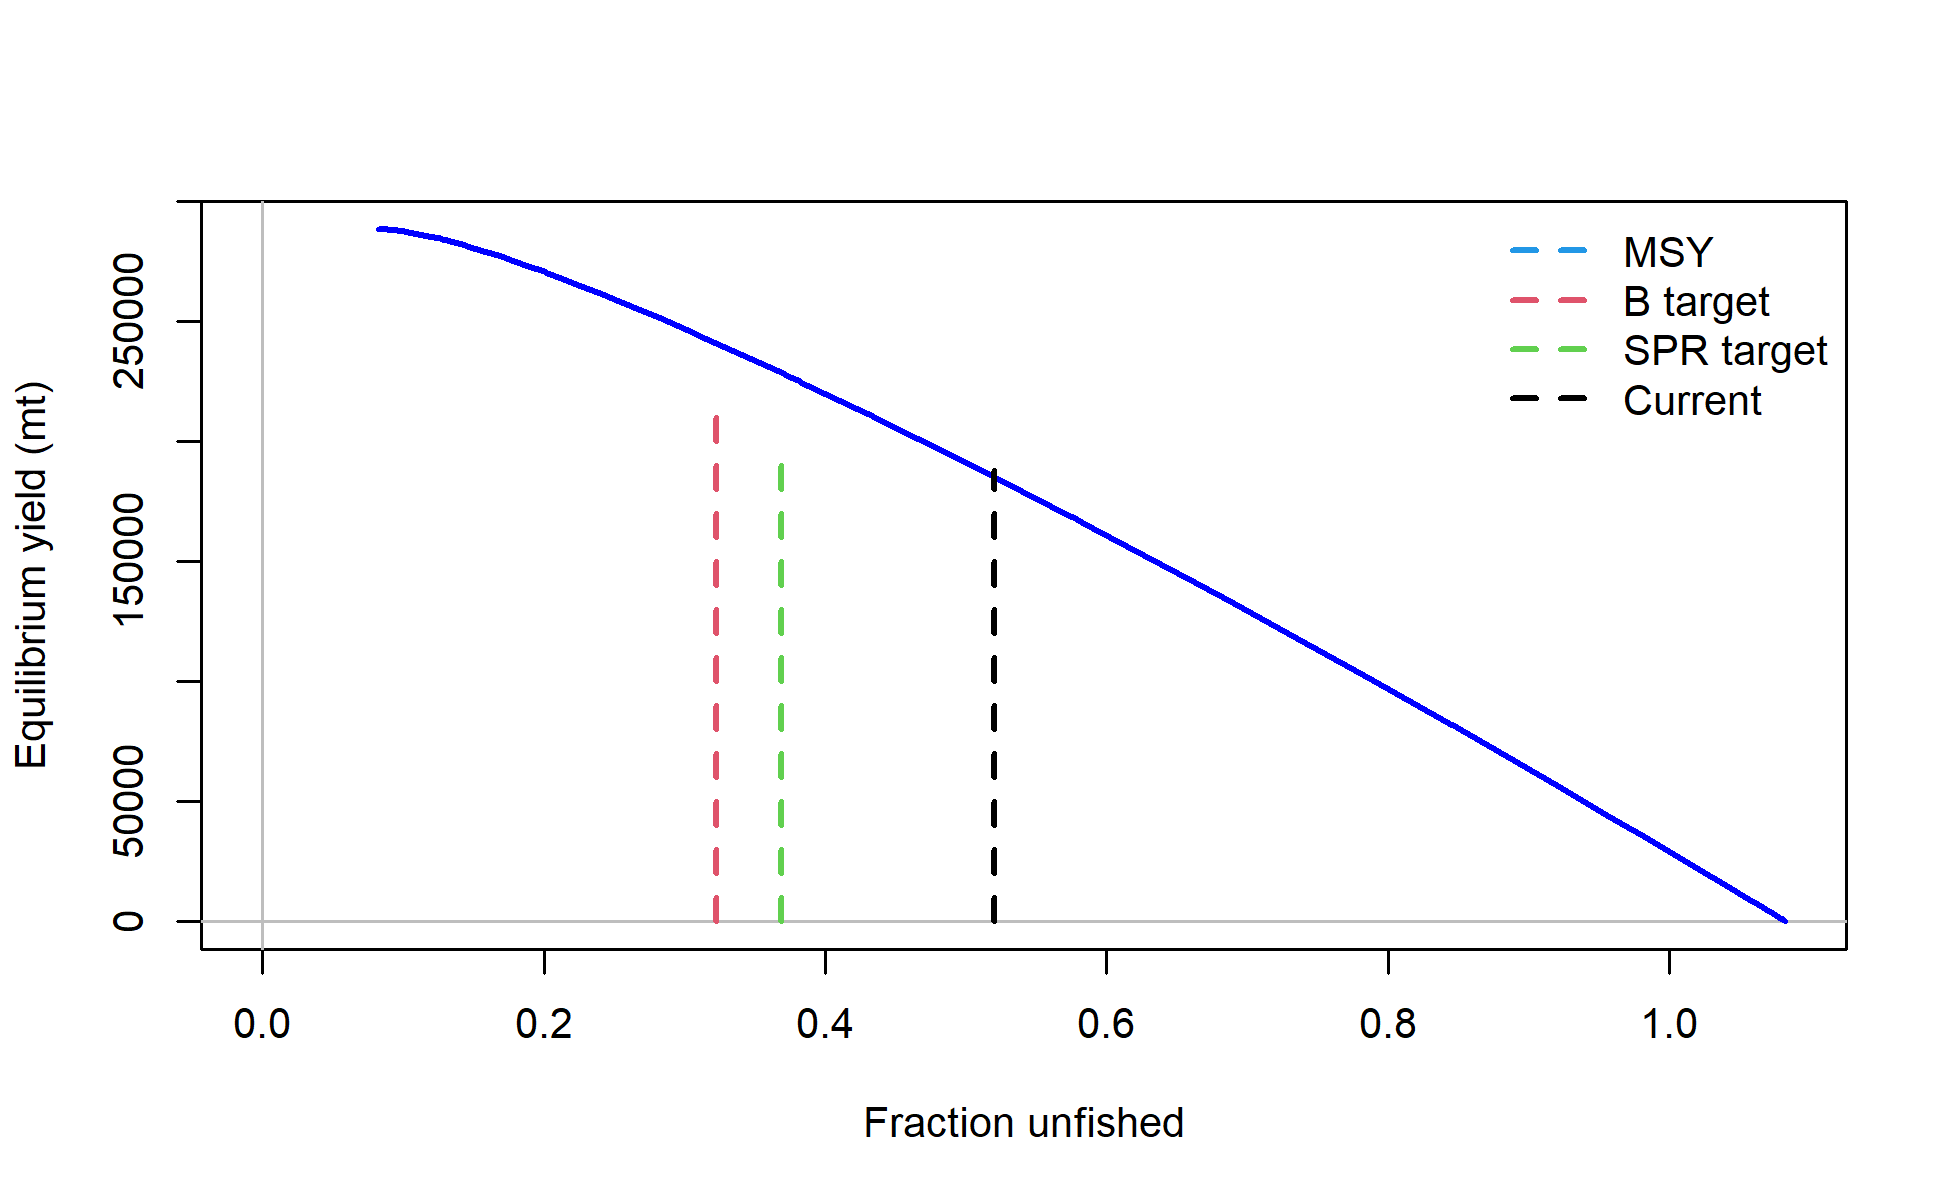 MSY
B target
SPR target
Current
Equilibrium yield (mt)
250000
150000
50000
0
0.0 0.2 0.4 0.6 0.8 1.0
Fraction unfished